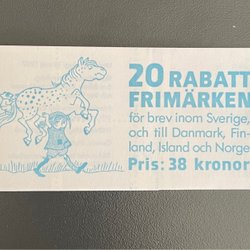 20 RABATT
FRIMÄRKEN
för brev inom Sverige,
och till Danmark, Fin-
land, Island och Norge
Pris: 38 kronor